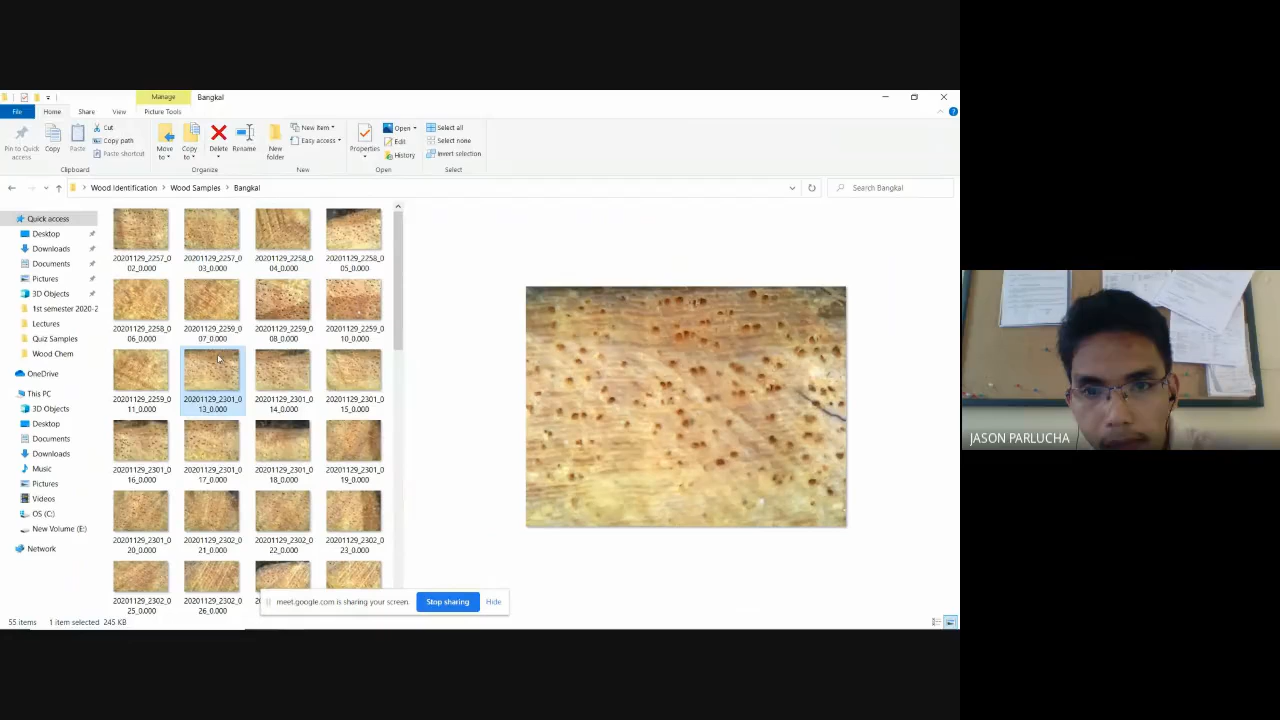 Manage
Bangkal
File
Home
Share
View
Picture Tools
Pin to Quick
access
Copy
Paste
Cut
Copy path
Paste shortcut
Clipboard
Move
to
Copy
to
Delete
Rename
Organize
New
folder
New item
Easy access
New
Properties
Open
Edit
History
Open
Select all
Select none
Invert selection
Select
Wood Identification
Wood Samples
Bangkal
Search Bangkal
Quick access
Desktop
Downloads
Documents
Pictures
3D Objects
1st semester 2020-2
Lectures
Quiz Samples
Wood Chem
OneDrive
This PC
3D Objects
Desktop
Documents
Downloads
Music
Pictures
Videos
OS (C:)
New Volume (E:)
Network
20201129_2257_0 20201129_2257_0 20201129_2258_0 20201129_2258_0
02_0.000 03_0.000 04_0.000 05_0.000
20201129_2258_0 20201129_2259_0 20201129_2259_0 20201129_2259_0
06_0.000 07_0.000 08_0.000 10_0.000
20201129_2259_0 20201129_2301_0 20201129_2301_0 20201129_2301_0
11_0.000 13_0.000 14_0.000 15_0.000
20201129_2301_0 20201129_2301_0 20201129_2301_0 20201129_2301_0
16_0.000 17_0.000 18_0.000 19_0.000
20201129_2301_0 20201129_2302_0 20201129_2302_0 20201129_2302_0
20_0.000 21_0.000 22_0.000 23_0.000
20201129_2302_0 20201129_2302_0
25_0.000 26_0.000
meet.google.com is sharing your screen.
Stop sharing
Hide
55 items 1 item selected 245 KB
JASON PARLUCHA